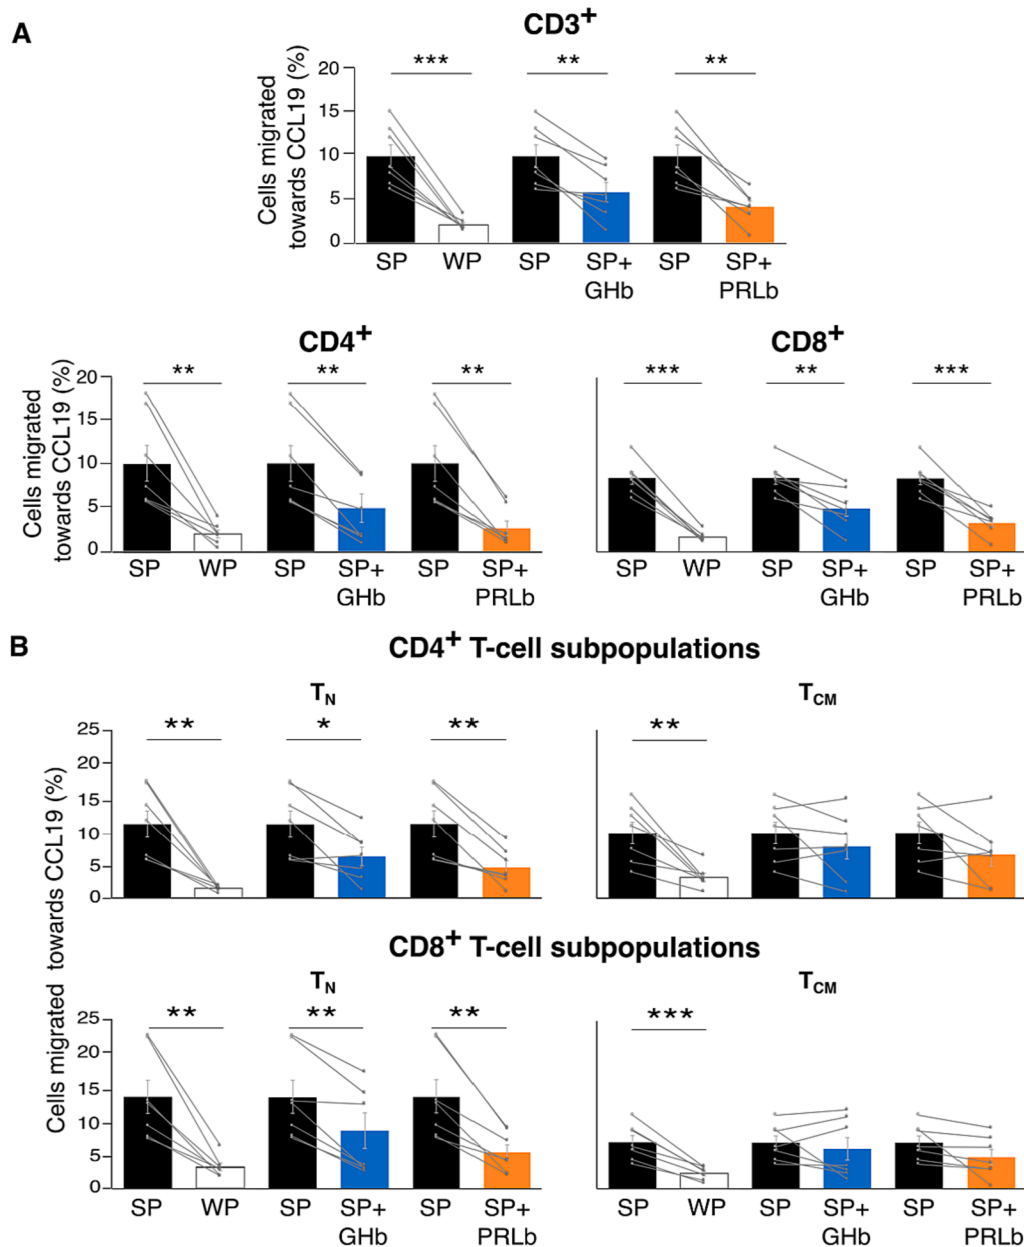 A
CD3+
Cells migrated
towards CCL19 (%)
20
15
10
5
0
*** ** **
SP WP SP SP+ SP SP+
GHb PRLb
CD4+ CD8+
Cells migrated
towards CCL19 (%)
20
15
10
5
0
** ** ** *** ** ***
SP WP SP SP+ SP SP+ SP WP SP SP+ SP SP+
GHb PRLb GHb PRLb
B
CD4+ T-cell subpopulations
TN TCM
Cells migrated towards CCL19 (%)
25
20
15
10
5
0
** * ** **
CD8+ T-cell subpopulations
TN TCM
25
20
15
10
5
0
** ** ** ***
SP WP SP SP+ SP SP+ SP WP SP SP+ SP SP+
GHb PRLb GHb PRLb